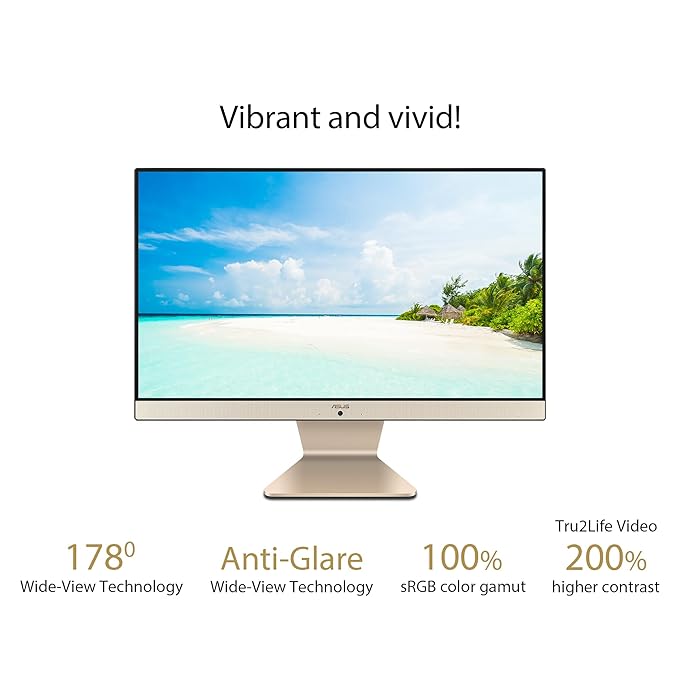 Vibrant and vivid!
ASUS
178⁰
Wide-View Technology
Anti-Glare
Wide-View Technology
100%
sRGB color gamut
Tru2Life Video
200%
higher contrast